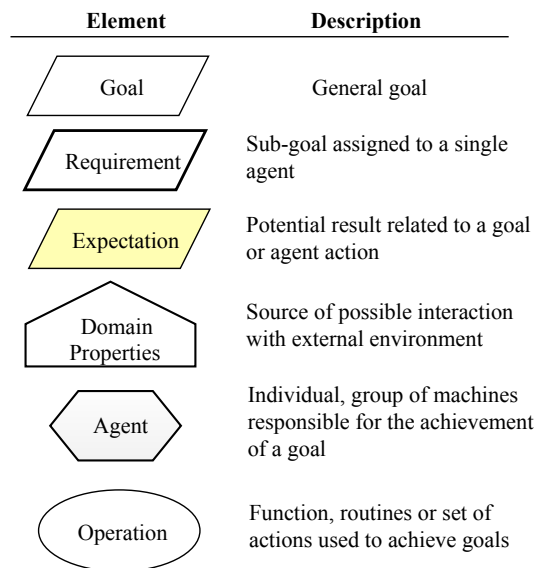 Element Description
Goal General goal
Requirement Sub-goal assigned to a single
agent
Expectation Potential result related to a goal
or agent action
Domain
Properties
Source of possible interaction
with external environment
Agent
Individual, group of machines
responsible for the achievement
of a goal
Operation
Function, routines or set of
actions used to achieve goals